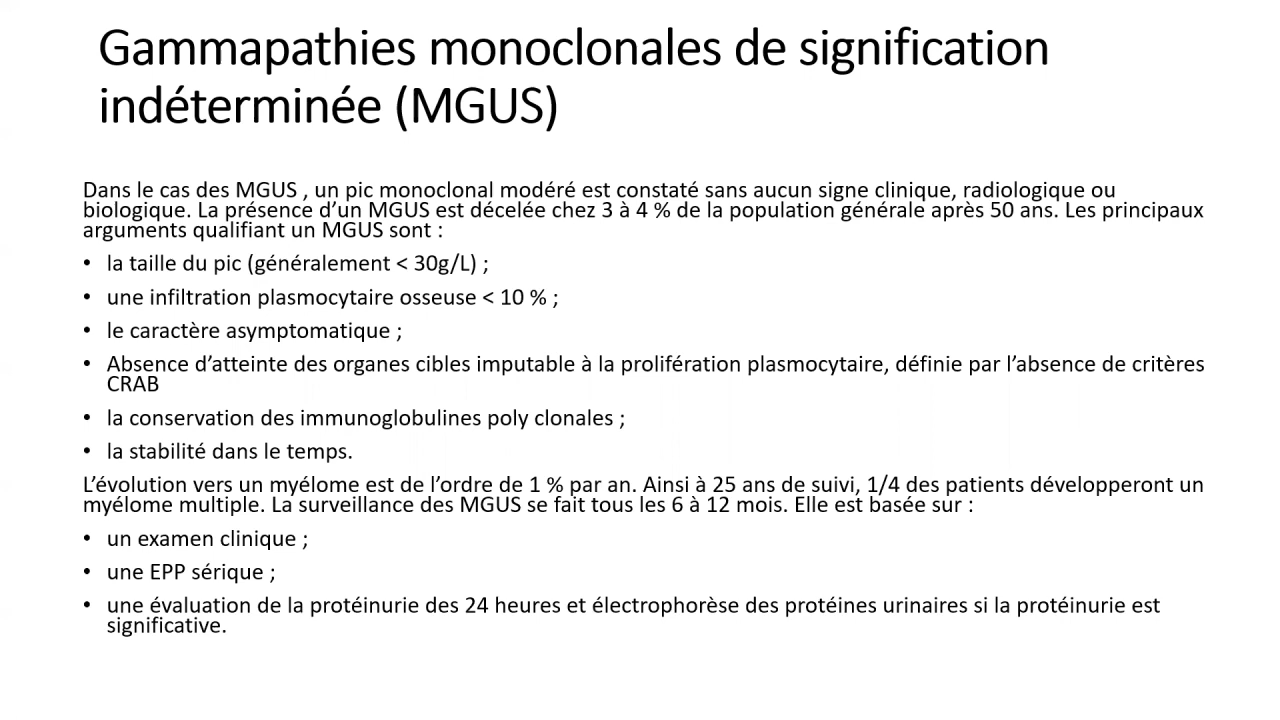 Gammapathies monoclonales de signification
indéterminée (MGUS)
Dans le cas des MGUS , un pic monoclonal modéré est constaté sans aucun signe clinique, radiologique ou
biologique. La présence d’un MGUS est décelée chez 3 à 4 % de la population générale après 50 ans. Les principaux
arguments qualifiant un MGUS sont :
• la taille du pic (généralement < 30g/L) ;
• une infiltration plasmocytaire osseuse < 10 % ;
• le caractère asymptomatique ;
• Absence d’atteinte des organes cibles imputable à la prolifération plasmocytaire, définie par l’absence de critères
CRAB
• la conservation des immunoglobulines poly clonales ;
• la stabilité dans le temps.
L’évolution vers un myélome est de l’ordre de 1 % par an. Ainsi à 25 ans de suivi, 1/4 des patients développeront un
myélome multiple. La surveillance des MGUS se fait tous les 6 à 12 mois. Elle est basée sur :
• un examen clinique ;
• une EPP sérique ;
• une évaluation de la protéinurie des 24 heures et électrophorèse des protéines urinaires si la protéinurie est
significative.